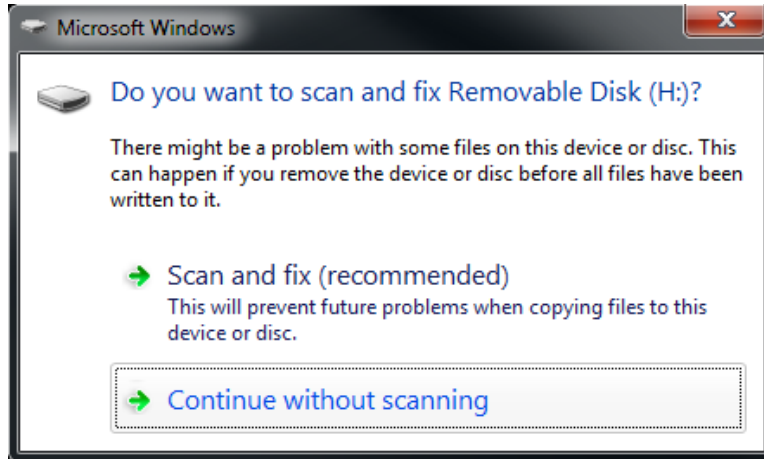 Microsoft Windows
Do you want to scan and fix Removable Disk (H:)?
There might be a problem with some files on this device or disc. This
can happen if you remove the device or disc before all files have been
written to it.
Scan and fix (recommended)
This will prevent future problems when copying files to this
device or disc.
Continue without scanning